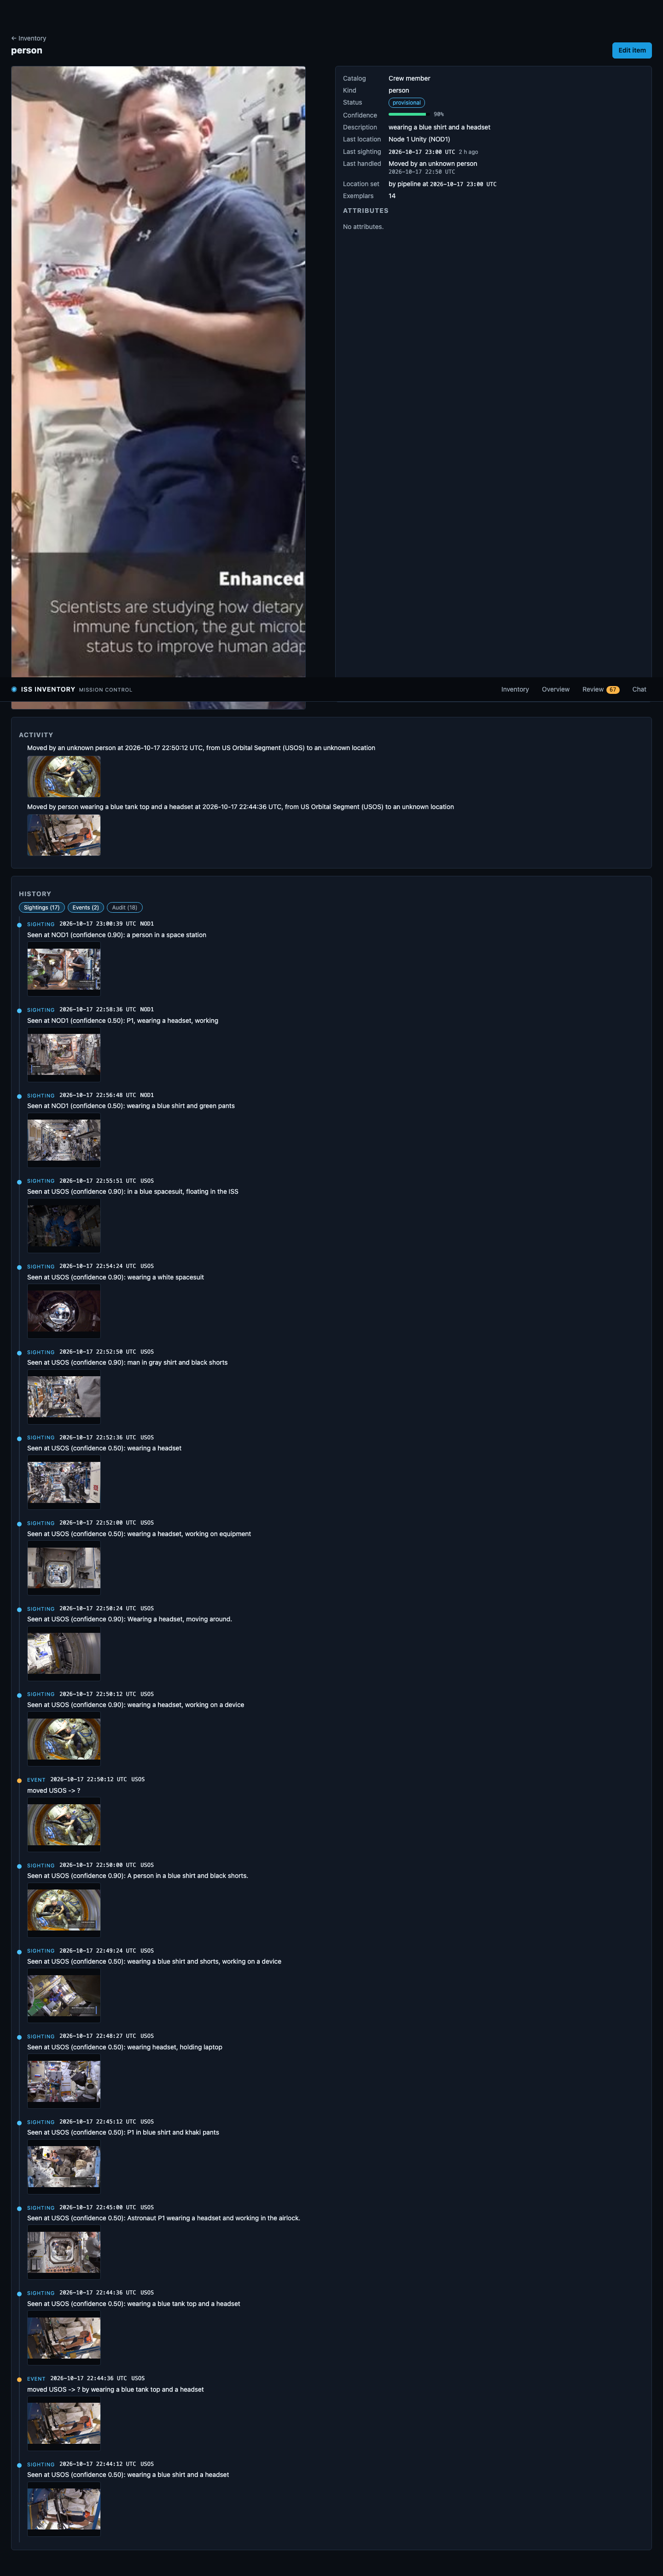 ← Inventory
person
Edit item
Enhanced
Scientists are studying how dietary
immune function, the gut microb
status to improve human adap
Catalog Crew member
Kind person
Status provisional
Confidence 90%
Description wearing a blue shirt and a headset
Last location Node 1 Unity (NOD1)
Last sighting 2026-10-17 23:00 UTC 2 h ago
Last handled Moved by an unknown person
2026-10-17 22:50 UTC
Location set by pipeline at 2026-10-17 23:00 UTC
Exemplars 14
ATTRIBUTES
No attributes.
ISS INVENTORY MISSION CONTROL
Inventory Overview Review 57 Chat
ACTIVITY
Moved by an unknown person at 2026-10-17 22:50:12 UTC, from US Orbital Segment (USOS) to an unknown location
Moved by person wearing a blue tank top and a headset at 2026-10-17 22:44:36 UTC, from US Orbital Segment (USOS) to an unknown location
HISTORY
Sightings (17) Events (2) Audit (18)
SIGHTING 2026-10-17 23:00:39 UTC NOD1
Seen at NOD1 (confidence 0.90): a person in a space station
SIGHTING 2026-10-17 22:58:36 UTC NOD1
Seen at NOD1 (confidence 0.50): P1, wearing a headset, working
SIGHTING 2026-10-17 22:56:48 UTC NOD1
Seen at NOD1 (confidence 0.50): wearing a blue shirt and green pants
SIGHTING 2026-10-17 22:55:51 UTC USOS
Seen at USOS (confidence 0.90): in a blue spacesuit, floating in the ISS
SIGHTING 2026-10-17 22:54:24 UTC USOS
Seen at USOS (confidence 0.90): wearing a white spacesuit
SIGHTING 2026-10-17 22:52:50 UTC USOS
Seen at USOS (confidence 0.90): man in gray shirt and black shorts
SIGHTING 2026-10-17 22:52:36 UTC USOS
Seen at USOS (confidence 0.50): wearing a headset
SIGHTING 2026-10-17 22:52:00 UTC USOS
Seen at USOS (confidence 0.50): wearing a headset, working on equipment
SIGHTING 2026-10-17 22:50:24 UTC USOS
Seen at USOS (confidence 0.90): Wearing a headset, moving around.
SIGHTING 2026-10-17 22:50:12 UTC USOS
Seen at USOS (confidence 0.90): wearing a headset, working on a device
EVENT 2026-10-17 22:50:12 UTC USOS
moved USOS -> ?
SIGHTING 2026-10-17 22:50:00 UTC USOS
Seen at USOS (confidence 0.90): A person in a blue shirt and black shorts.
SIGHTING 2026-10-17 22:49:24 UTC USOS
Seen at USOS (confidence 0.50): wearing a blue shirt and shorts, working on a device
SIGHTING 2026-10-17 22:48:27 UTC USOS
Seen at USOS (confidence 0.50): wearing headset, holding laptop
SIGHTING 2026-10-17 22:45:12 UTC USOS
Seen at USOS (confidence 0.50): P1 in blue shirt and khaki pants
SIGHTING 2026-10-17 22:45:00 UTC USOS
Seen at USOS (confidence 0.50): Astronaut P1 wearing a headset and working in the airlock.
SIGHTING 2026-10-17 22:44:36 UTC USOS
Seen at USOS (confidence 0.50): wearing a blue tank top and a headset
EVENT 2026-10-17 22:44:36 UTC USOS
moved USOS -> ? by wearing a blue tank top and a headset
SIGHTING 2026-10-17 22:44:12 UTC USOS
Seen at USOS (confidence 0.50): wearing a blue shirt and a headset